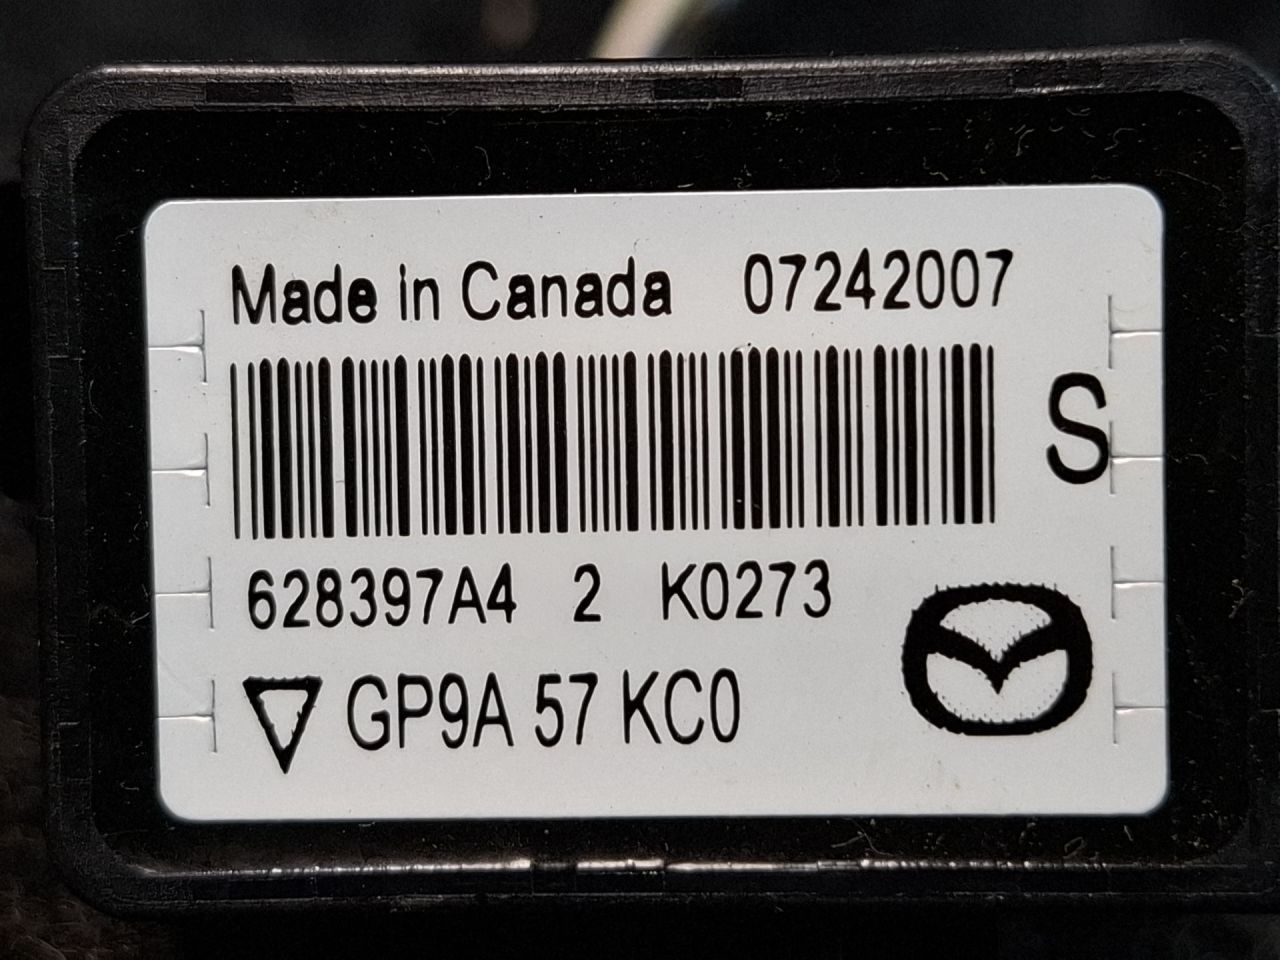 Made in Canada 07242007
S
628397A4 2 K0273
GP9A 57 KC0